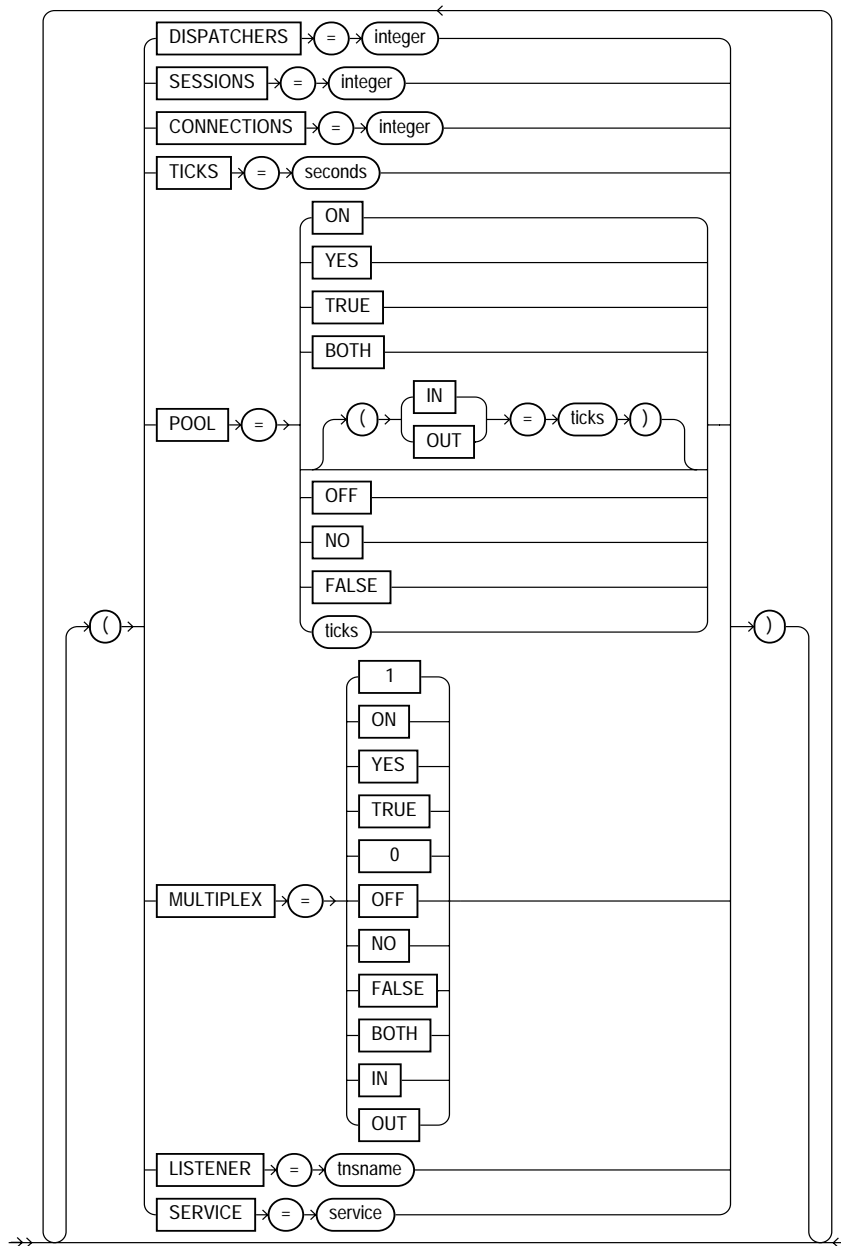 DISPATCHERS = integer
SESSIONS = integer
CONNECTIONS = integer
TICKS = seconds
ON
YES
TRUE
BOTH
POOL =
( IN = ticks )
OUT
OFF
NO
FALSE
ticks
( )
1
ON
YES
TRUE
0
MULTIPLEX = OFF
NO
FALSE
BOTH
IN
OUT
LISTENER = tnsname
SERVICE = service